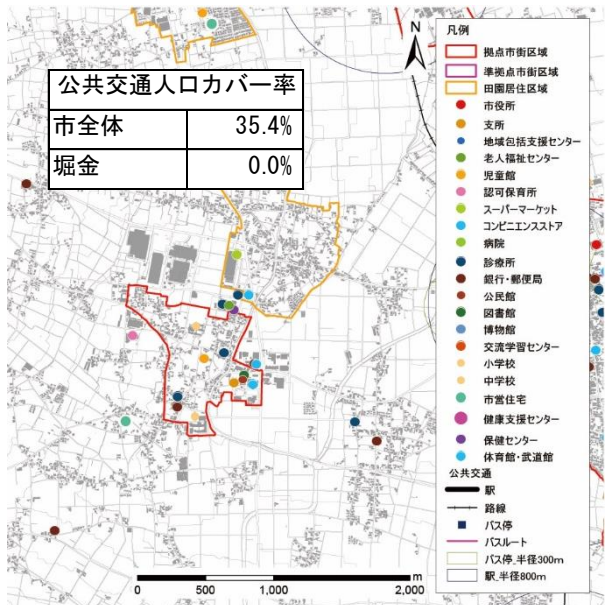 公共交通人口カバー率
市全体 35.4%
堀金 0.0%
N
凡例
拠点市街区域
準拠点市街区域
田園居住区域
市役所
支所
地域包括支援センター
老人福祉センター
児童館
認可保育所
スーパーマーケット
コンビニエンスストア
病院
診療所
銀行・郵便局
公民館
図書館
博物館
交流学習センター
小学校
中学校
市営住宅
健康支援センター
保健センター
体育館・武道館
公共交通
駅
路線
バス停
バスルート
バス停_半径300m
駅_半径800m
m
0 500 1,000 2,000